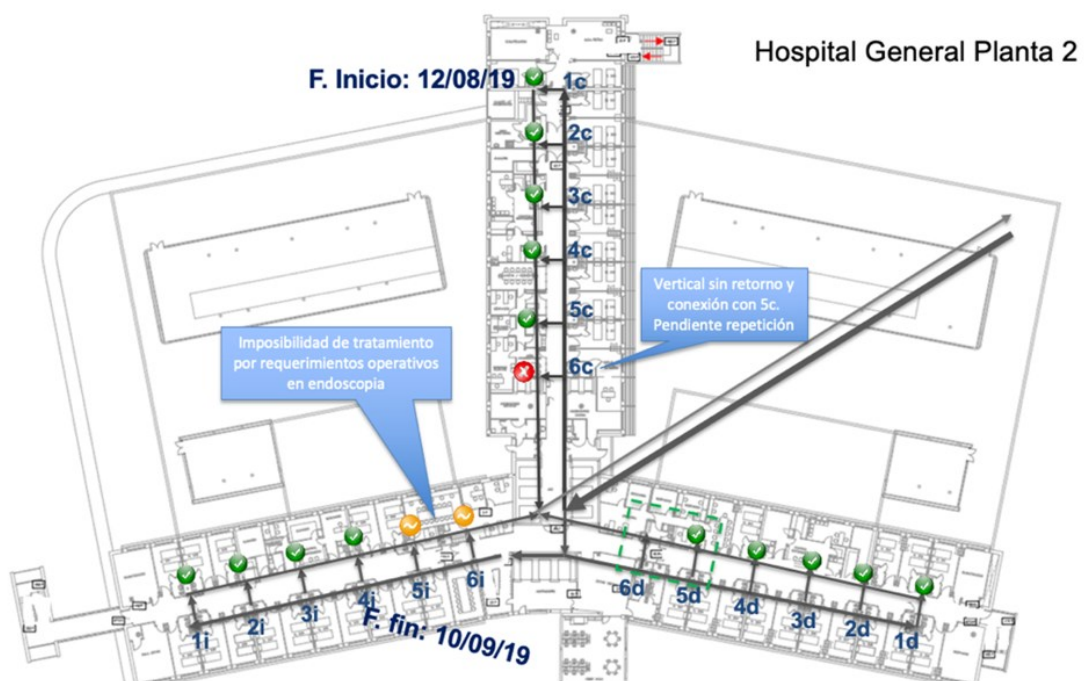 Hospital General Planta 2
F. Inicio: 12/08/19
1c
2c
3c
4c
5c
6c
Vertical sin retorno y
conexión con 5c.
Pendiente repetición
Imposibilidad de tratamiento
por requerimientos operativos
en endoscopia
1i
2i
3i
4i
5i
6i
6d
5d
4d
3d
2d
1d
F. fin: 10/09/19